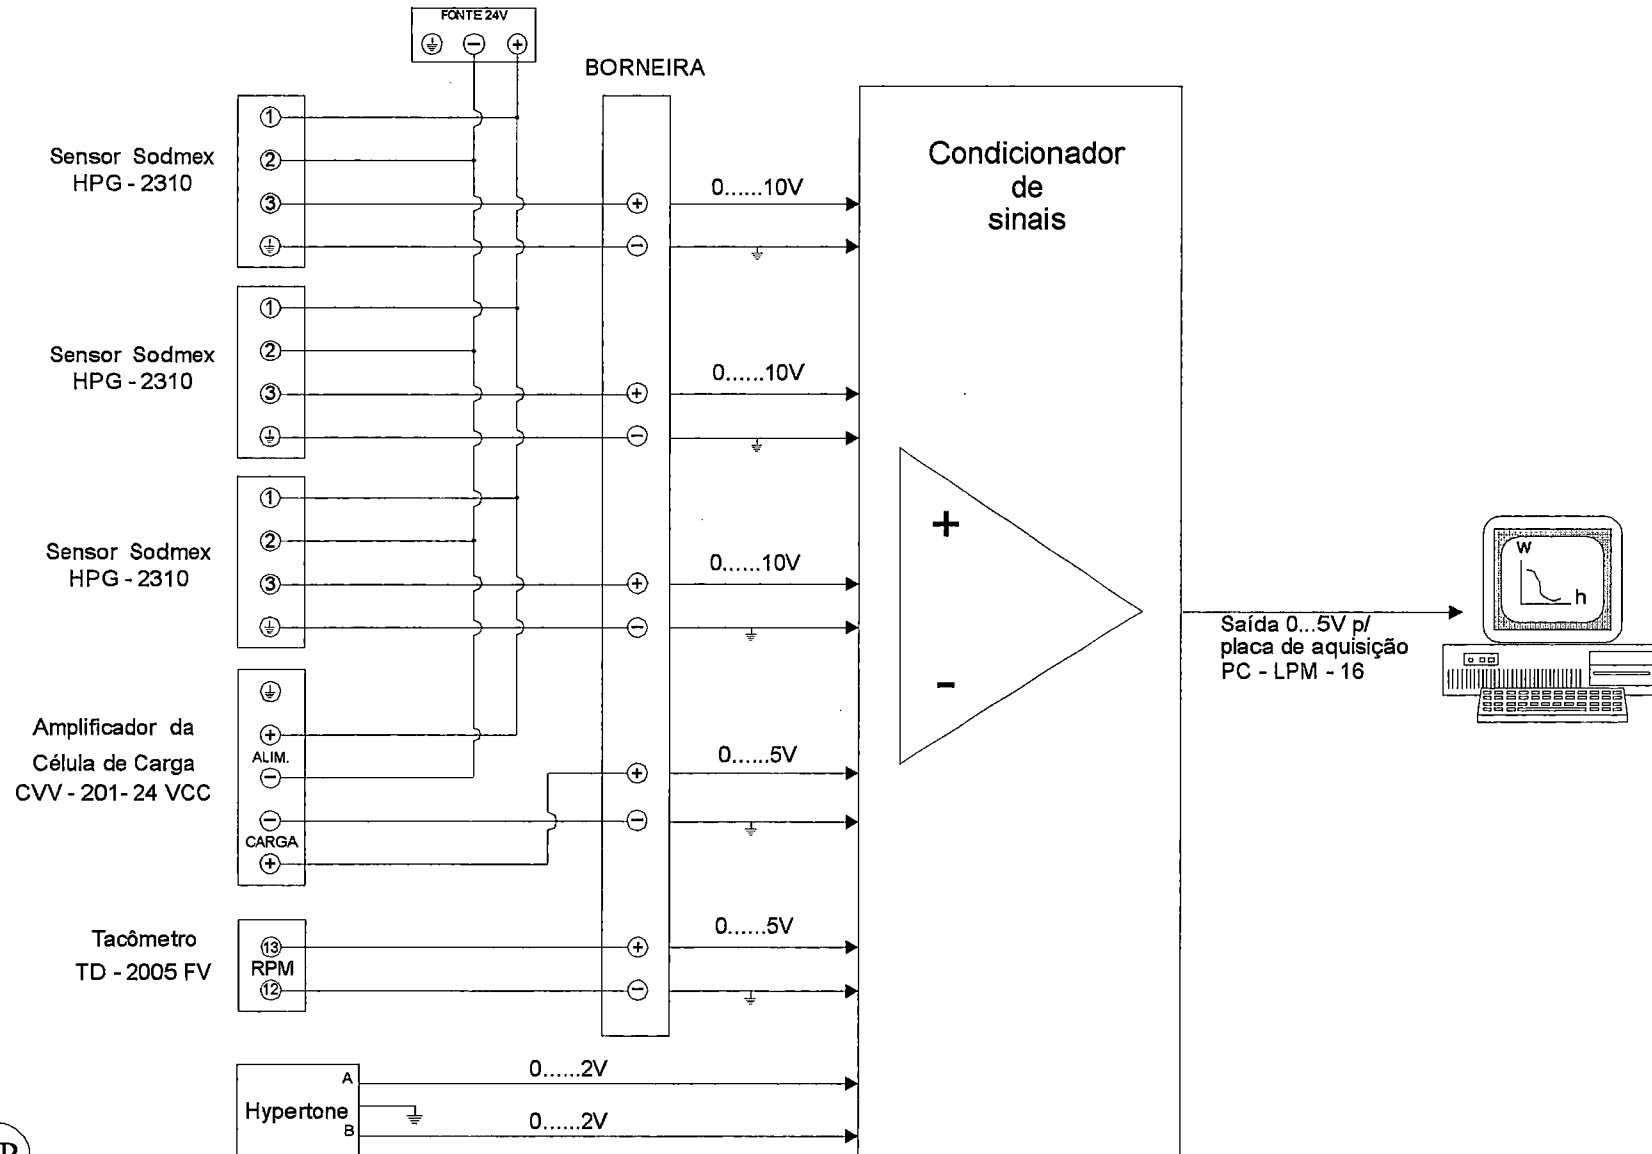 FONTE 24V
BORNEIRA
Condicionador
de
sinais
Sensor Sodmex
HPG - 2310
1
2
3
0......10V
Sensor Sodmex
HPG - 2310
1
2
3
0......10V
Sensor Sodmex
HPG - 2310
1
2
3
0......10V
Amplificador da
Célula de Carga
CVV - 201- 24 VCC
ALIM.
CARGA
0......5V
Tacômetro
TD - 2005 FV
13
RPM
12
0......5V
Hypertone
A
B
0......2V
0......2V
Saída 0...5V p/
placa de aquisição
PC - LPM - 16
W
h